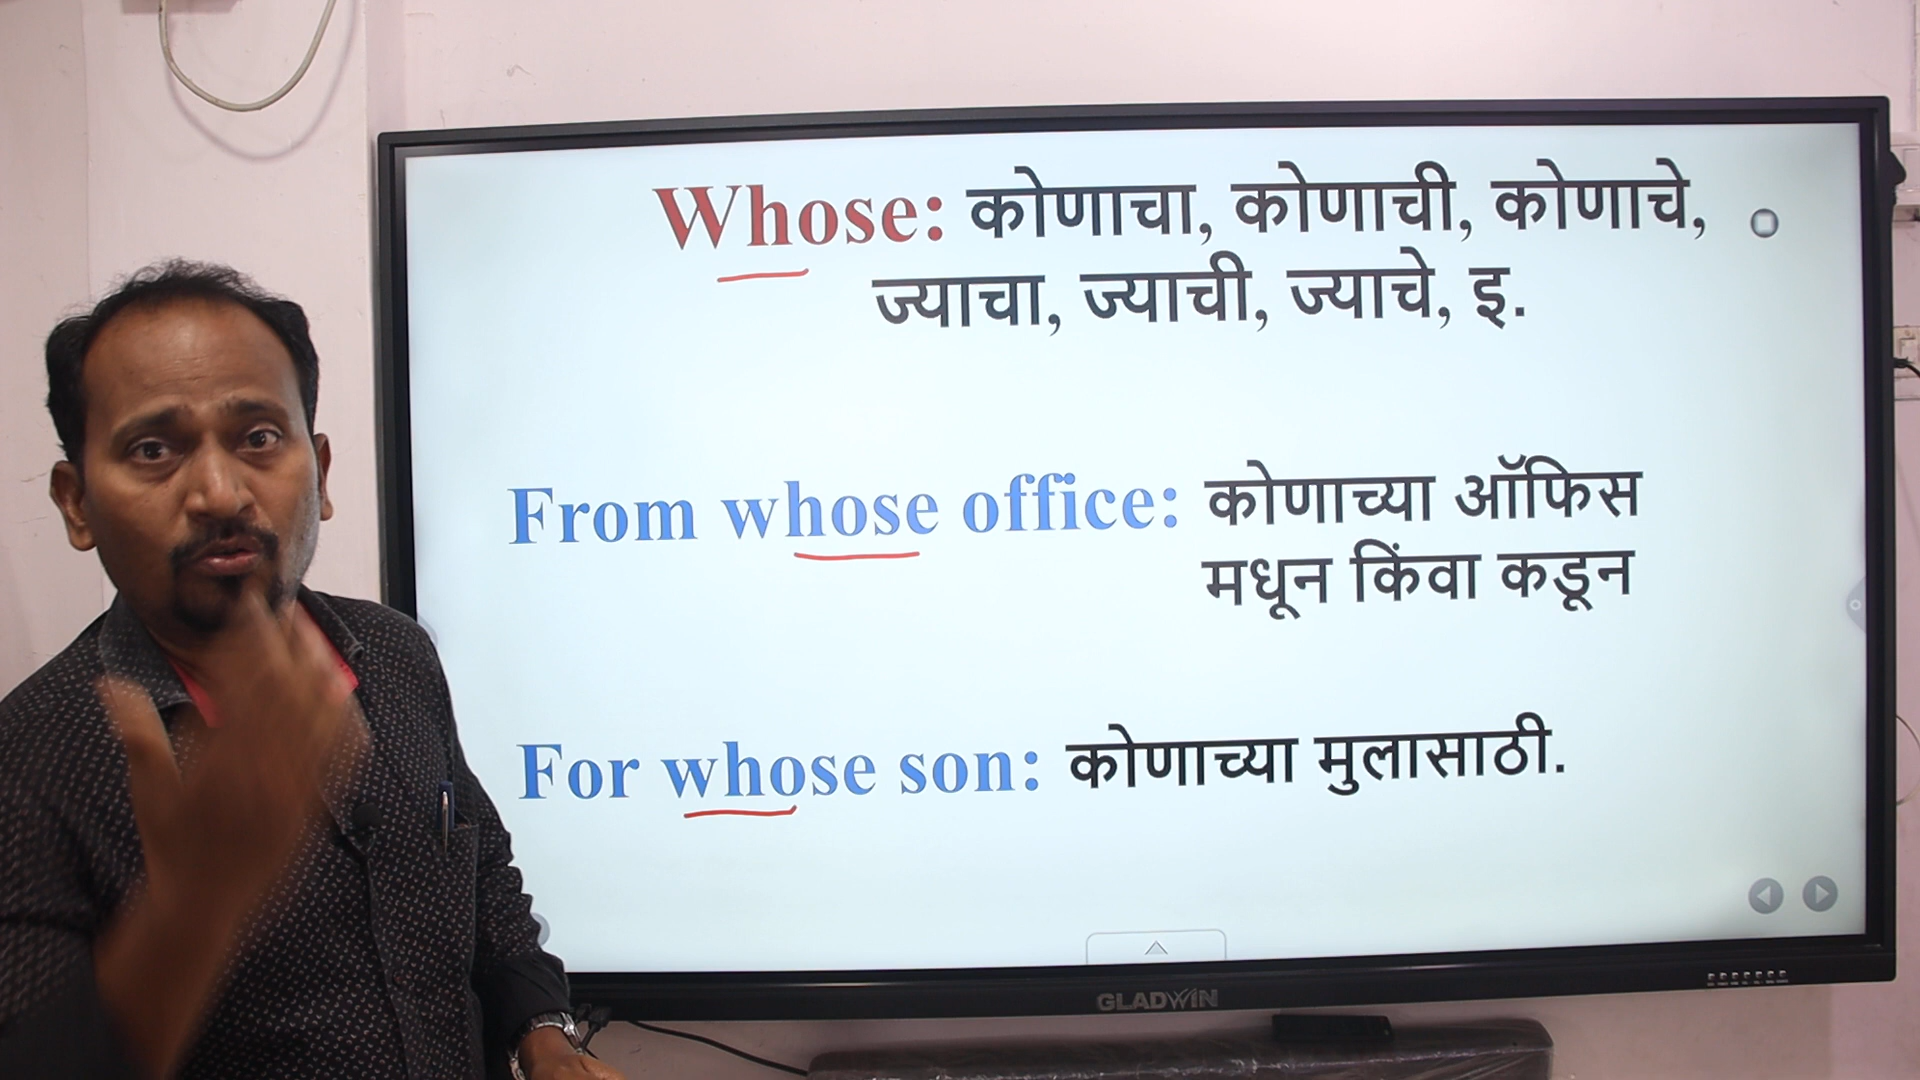 Whose: कोणाचा, कोणाची, कोणाचे,
ज्याचा, ज्याची, ज्याचे, इ.
From whose office: कोणाच्या ऑफिस
मधून किंवा कडून
For whose son: कोणाच्या मुलासाठी.
GLADWIN